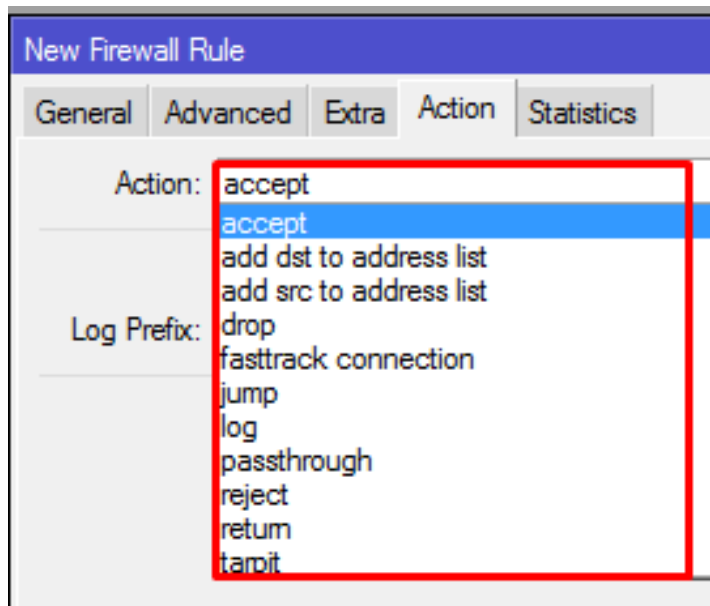 New Firewall Rule
General Advanced Extra Action Statistics
Action: accept
accept
add dst to address list
add src to address list
Log Prefix: drop
fasttrack connection
jump
log
passthrough
reject
return
tarpit